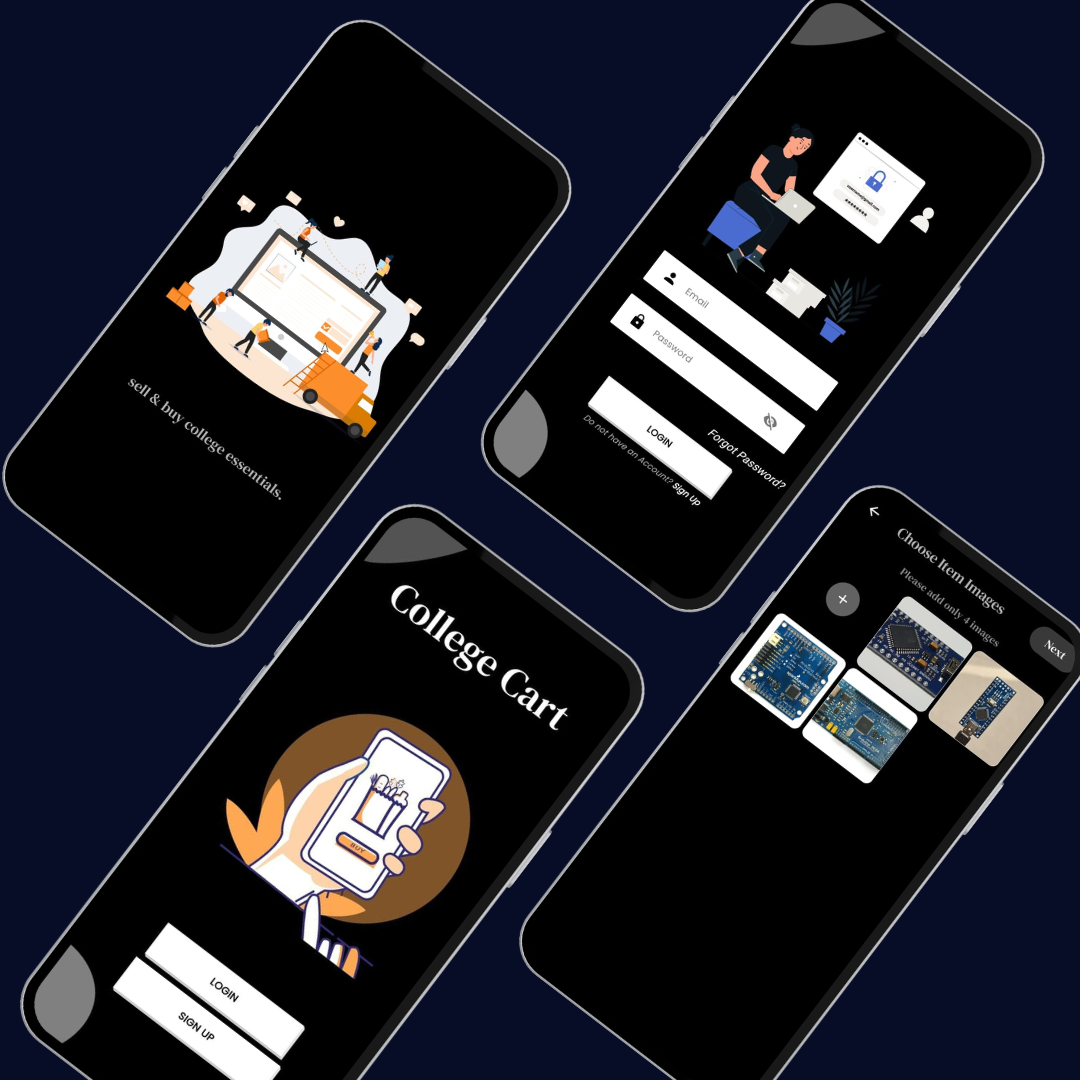 sell & buy college essentials.
Email
Password
LOGIN
Forgot Password?
Do not have an Account? Sign Up
College Cart
BUY
LOGIN
SIGN UP
Choose Item Images
Please add only 4 images
+
Next